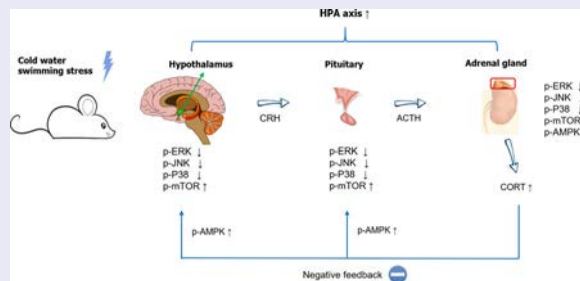 HPA axis ↑
Cold water
swimming stress
Hypothalamus
Pituitary
Adrenal gland
CRH
ACTH
p-ERK ↓
p-JNK ↓
p-P38 ↓
p-mTOR ↑
p-ERK ↓
p-JNK ↓
p-P38 ↓
p-mTOR ↑
p-ERK
p-JNK
p-P38
p-mTOR
p-AMPK
CORT ↑
p-AMPK ↑
p-AMPK ↑
Negative feedback